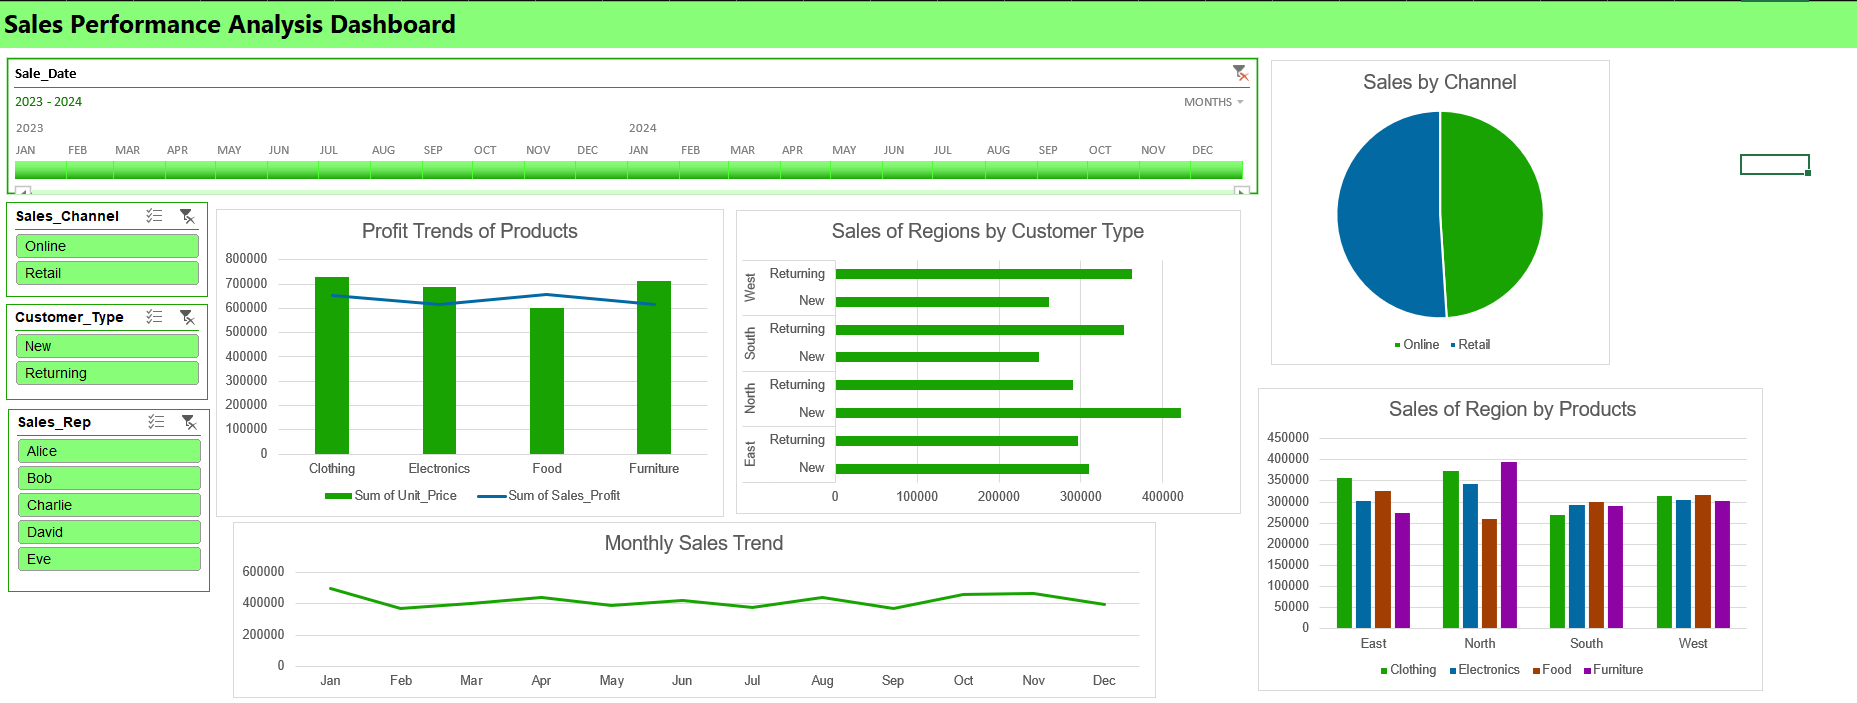 Sales Performance Analysis Dashboard
Sale_Date
2023 - 2024
MONTHS
2023 2024
JAN FEB MAR APR MAY JUN JUL AUG SEP OCT NOV DEC JAN FEB MAR APR MAY JUN JUL AUG SEP OCT NOV DEC
Sales_Channel
Online
Retail
Customer_Type
New
Returning
Sales_Rep
Alice
Bob
Charlie
David
Eve
Profit Trends of Products
800000
700000
600000
500000
400000
300000
200000
100000
0
Clothing Electronics Food Furniture
Sum of Unit_Price Sum of Sales_Profit
Sales of Regions by Customer Type
West
Returning
New
South
Returning
New
North
Returning
New
East
Returning
New
0 100000 200000 300000 400000
Sales by Channel
Online Retail
Sales of Region by Products
450000
400000
350000
300000
250000
200000
150000
100000
50000
0
East North South West
Clothing Electronics Food Furniture
Monthly Sales Trend
600000
400000
200000
0
Jan Feb Mar Apr May Jun Jul Aug Sep Oct Nov Dec